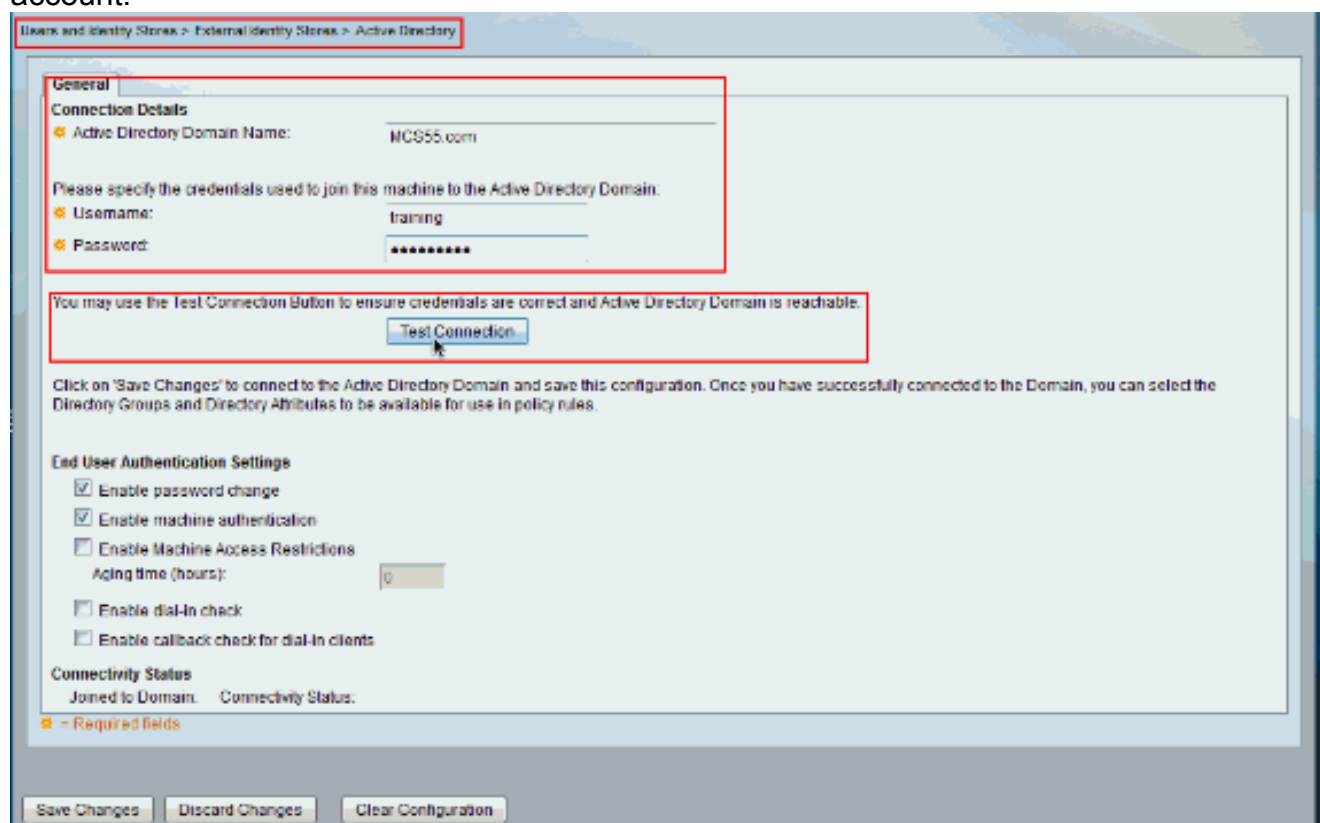 account.
Users and Identity Stores > External Identity Stores > Active Directory
General
Connection Details
Active Directory Domain Name: MCS55.com
Please specify the credentials used to join this machine to the Active Directory Domain:
Username: training
Password: •••••••••
You may use the Test Connection Button to ensure credentials are correct and Active Directory Domain is reachable.
Test Connection
Click on 'Save Changes' to connect to the Active Directory Domain and save this configuration. Once you have successfully connected to the Domain, you can select the
Directory Groups and Directory Attributes to be available for use in policy rules.
End User Authentication Settings
Enable password change
Enable machine authentication
Enable Machine Access Restrictions
Aging time (hours): 0
Enable dial-in check
Enable callback check for dial-in clients
Connectivity Status
Joined to Domain: Connectivity Status:
= Required fields
Save Changes Discard Changes Clear Configuration